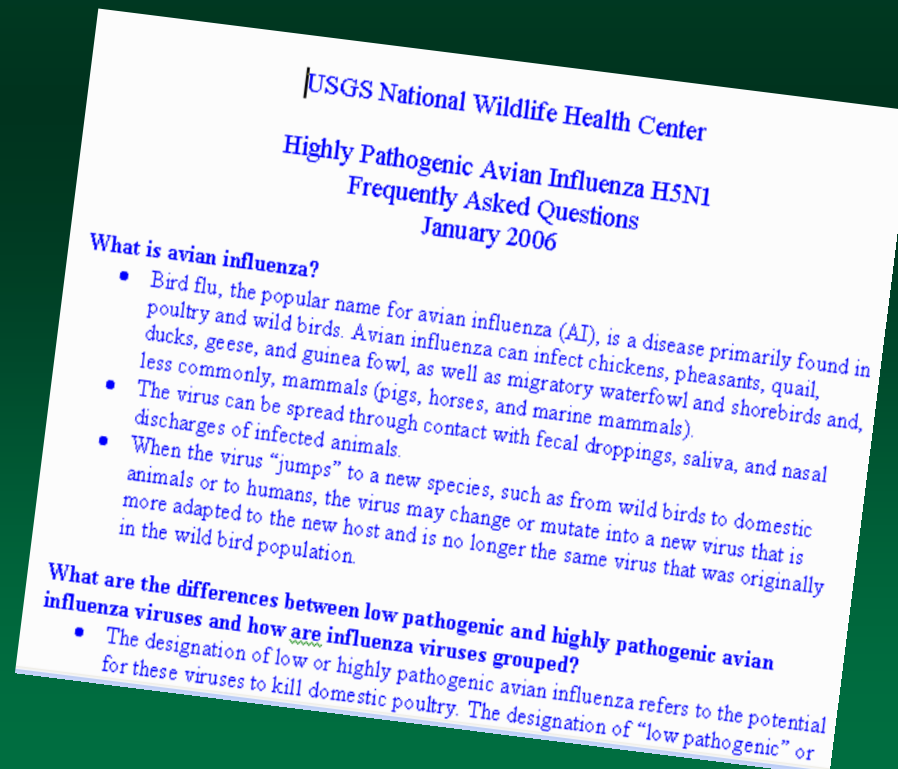 USGS National Wildlife Health Center
Highly Pathogenic Avian Influenza H5N1
Frequently Asked Questions
January 2006
What is avian influenza?
• Bird flu, the popular name for avian influenza (AI), is a disease primarily found in
poultry and wild birds. Avian influenza can infect chickens, pheasants, quail,
ducks, geese, and guinea fowl, as well as migratory waterfowl and shorebirds and,
less commonly, mammals (pigs, horses, and marine mammals).
• The virus can be spread through contact with fecal droppings, saliva, and nasal
discharges of infected animals.
• When the virus “jumps” to a new species, such as from wild birds to domestic
animals or to humans, the virus may change or mutate into a new virus that is
more adapted to the new host and is no longer the same virus that was originally
in the wild bird population.
What are the differences between low pathogenic and highly pathogenic avian
influenza viruses and how are influenza viruses grouped?
• The designation of low or highly pathogenic avian influenza refers to the potential
for these viruses to kill domestic poultry. The designation of “low pathogenic” or